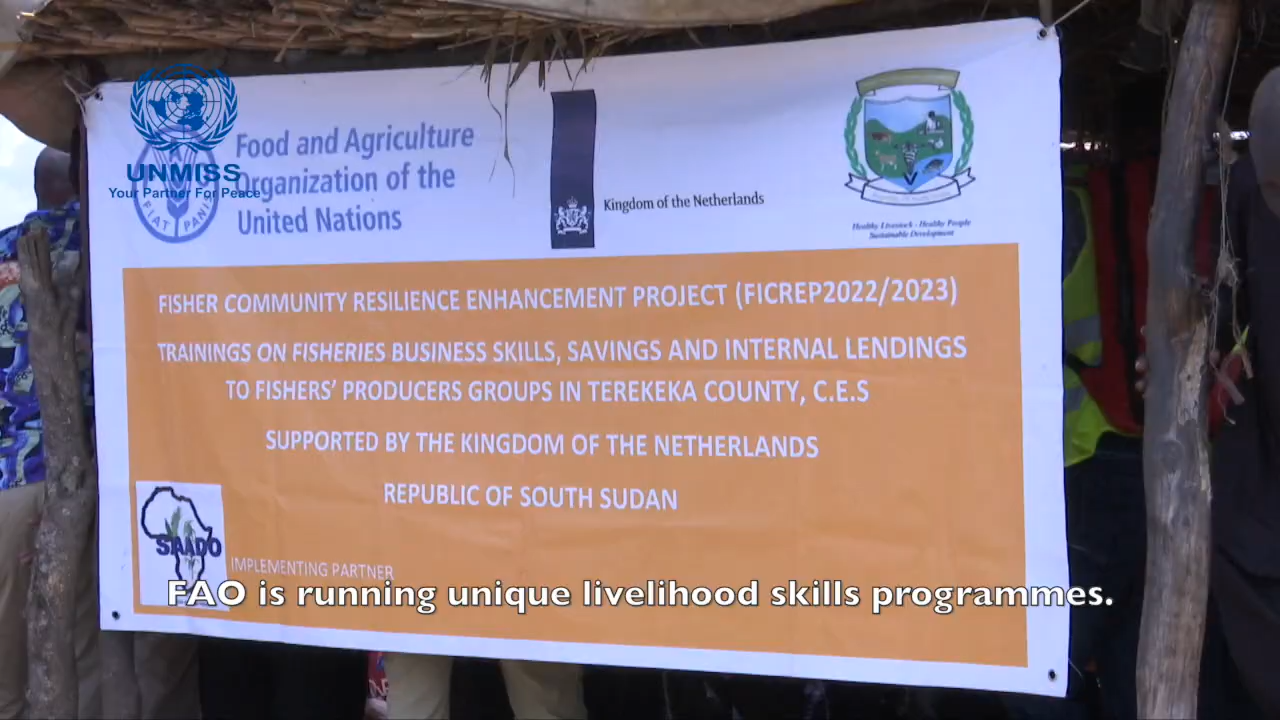 UNMISS
Your Partner For Peace
Food and Agriculture
Organization of the
United Nations
FIAT PANIS
Kingdom of the Netherlands
Healthy Livestock - Healthy People
Sustainable Development
FISHER COMMUNITY RESILIENCE ENHANCEMENT PROJECT (FICREP2022/2023)
TRAININGS ON FISHERIES BUSINESS SKILLS, SAVINGS AND INTERNAL LENDINGS
TO FISHERS' PRODUCERS GROUPS IN TEREKEKA COUNTY, C.E.S
SUPPORTED BY THE KINGDOM OF THE NETHERLANDS
REPUBLIC OF SOUTH SUDAN
SAADO
IMPLEMENTING PARTNER
FAO is running unique livelihood skills programmes.